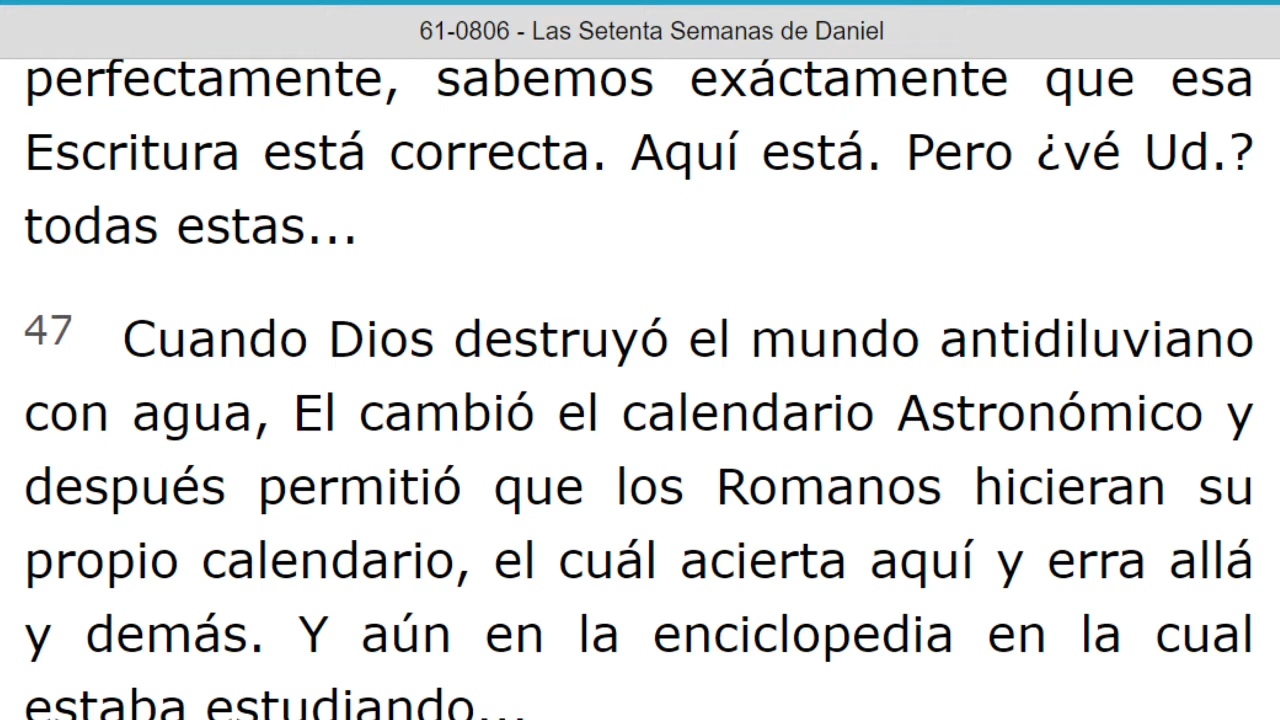 61-0806 - Las Setenta Semanas de Daniel
perfectamente, sabemos exáctamente que esa
Escritura está correcta. Aquí está. Pero ¿vé Ud.?
todas estas...
47 Cuando Dios destruyó el mundo antidiluviano
con agua, El cambió el calendario Astronómico y
después permitió que los Romanos hicieran su
propio calendario, el cuál acierta aquí y erra allá
y demás. Y aún en la enciclopedia en la cual
estaba estudiando...